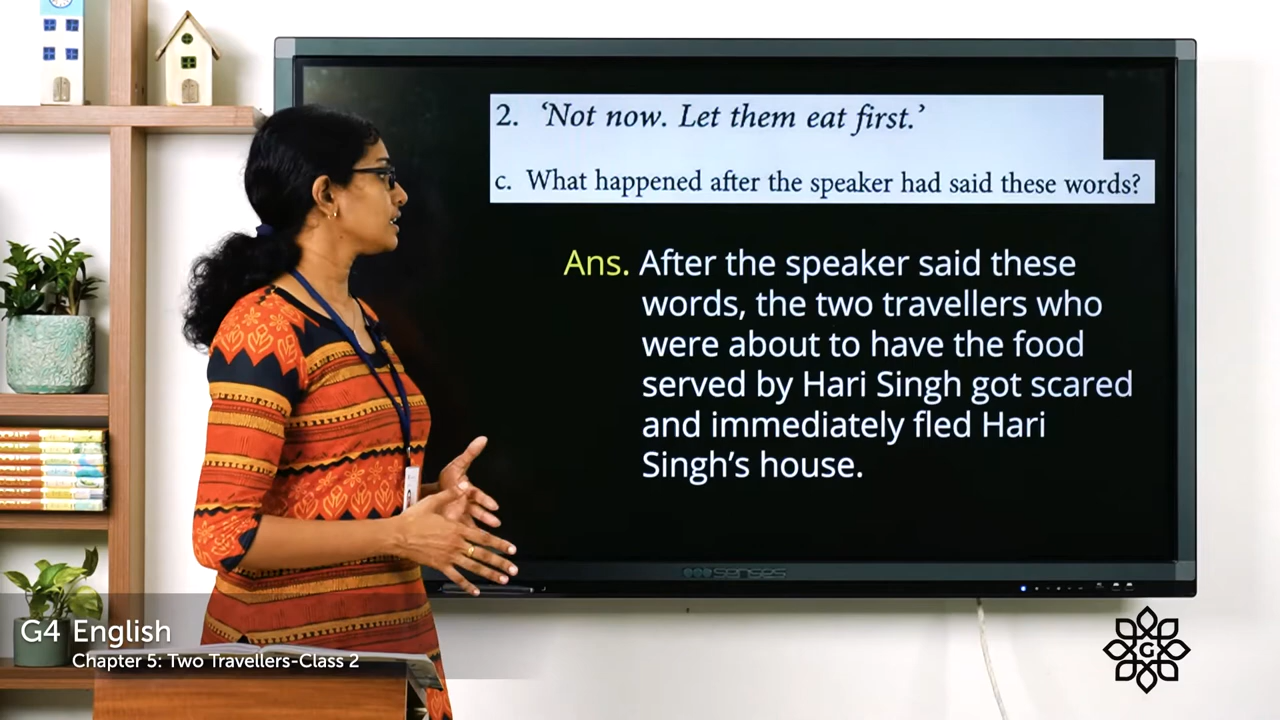 2. ‘Not now. Let them eat first.’
c. What happened after the speaker had said these words?
Ans. After the speaker said these
words, the two travellers who
were about to have the food
served by Hari Singh got scared
and immediately fled Hari
Singh’s house.
senses
G4 English
Chapter 5: Two Travellers-Class 2
G